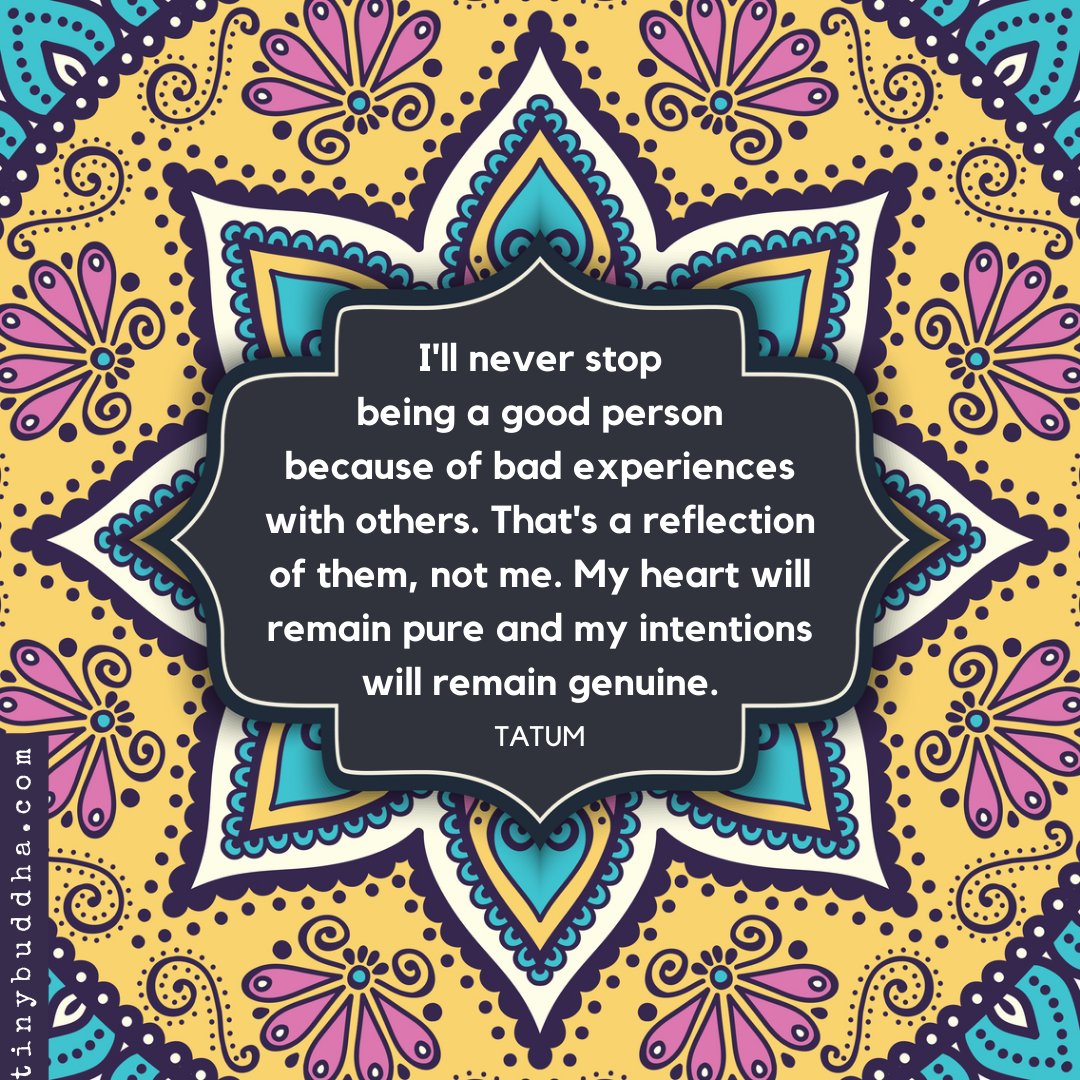 I'll never stop
being a good person
because of bad experiences
with others. That's a reflection
of them, not me. My heart will
remain pure and my intentions
will remain genuine.
TATUM
tinybuddha.com